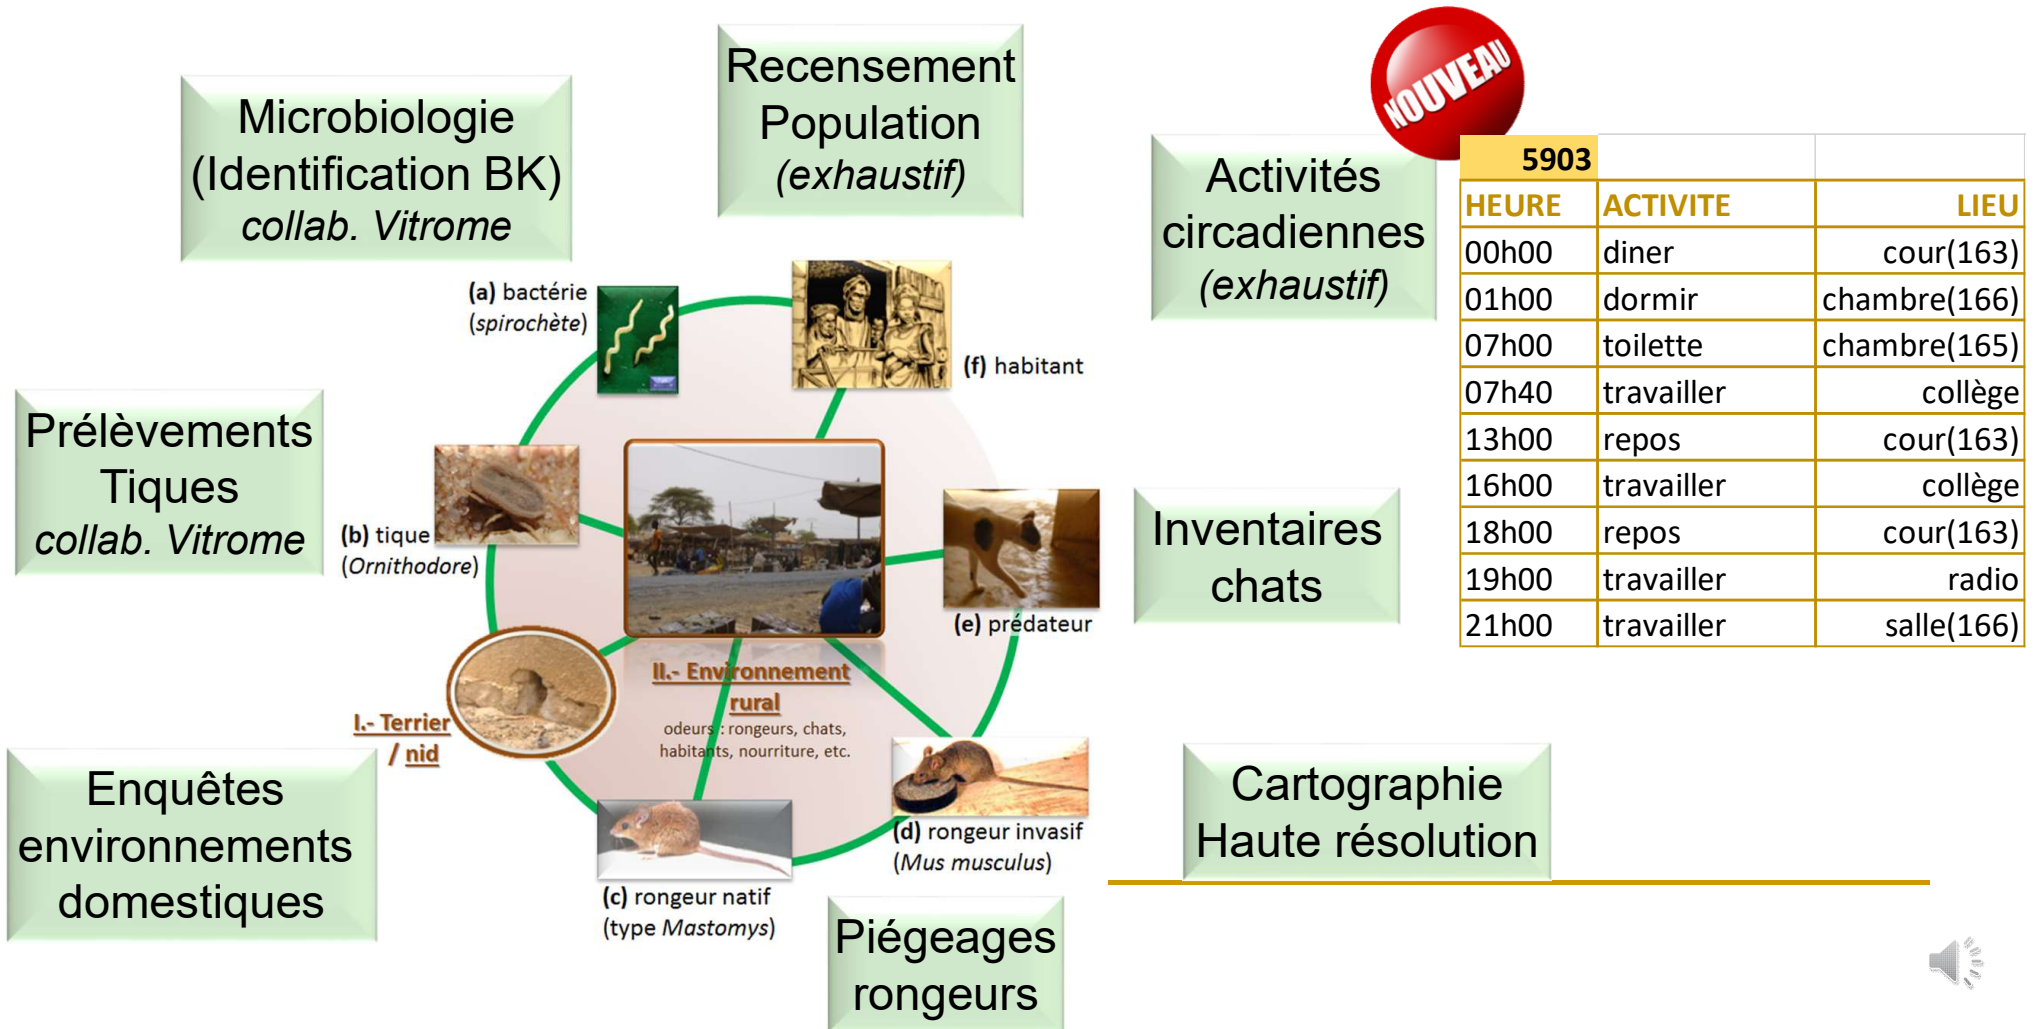 Microbiologie
(Identification BK)
collab. Vitrome
Recensement
Population
(exhaustif)
NOUVEAU
Activités
circadiennes
(exhaustif)
5903
HEURE ACTIVITE LIEU
00h00 diner cour(163)
01h00 dormir chambre(166)
07h00 toilette chambre(165)
07h40 travailler collège
13h00 repos cour(163)
16h00 travailler collège
18h00 repos cour(163)
19h00 travailler radio
21h00 travailler salle(166)
(a) bactérie
(spirochète)
(f) habitant
Prélèvements
Tiques
collab. Vitrome
(b) tique
(Ornithodore)
(e) prédateur
Inventaires
chats
I.- Terrier
/ nid
II.- Environnement
rural
odeurs : rongeurs, chats,
habitants, nourriture, etc.
Enquêtes
environnements
domestiques
(c) rongeur natif
(type Mastomys)
(d) rongeur invasif
(Mus musculus)
Cartographie
Haute résolution
Piégeages
rongeurs